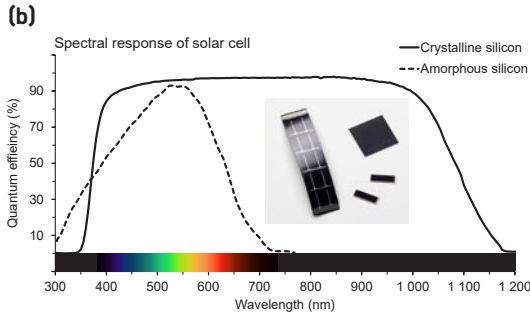 (b)
Spectral response of solar cell
Crystalline silicon
Amorphous silicon
Quantum effieincy (%)
90
70
50
30
10
300 400 500 600 700 800 900 1 000 1 100 1 200
Wavelength (nm)